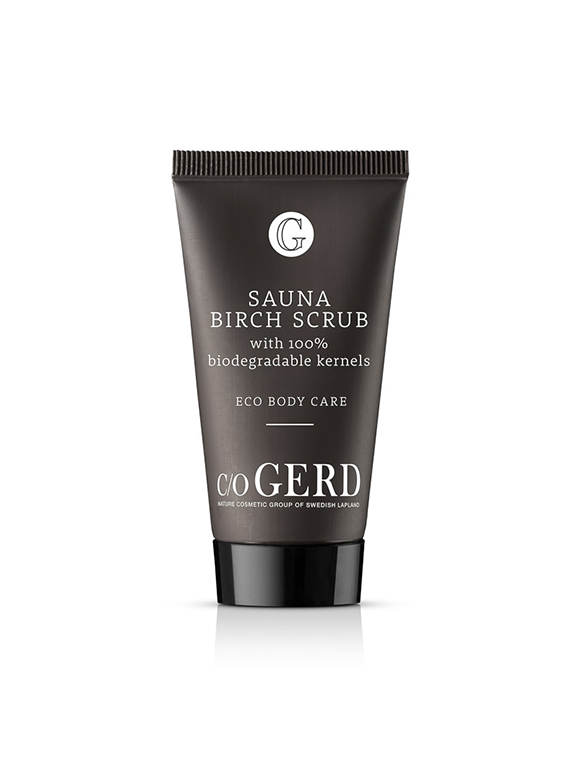 G
SAUNA
BIRCH SCRUB
with 100%
biodegradable kernels
ECO BODY CARE
c/o GERD
NATURE COSMETIC GROUP OF SWEDISH LAPLAND